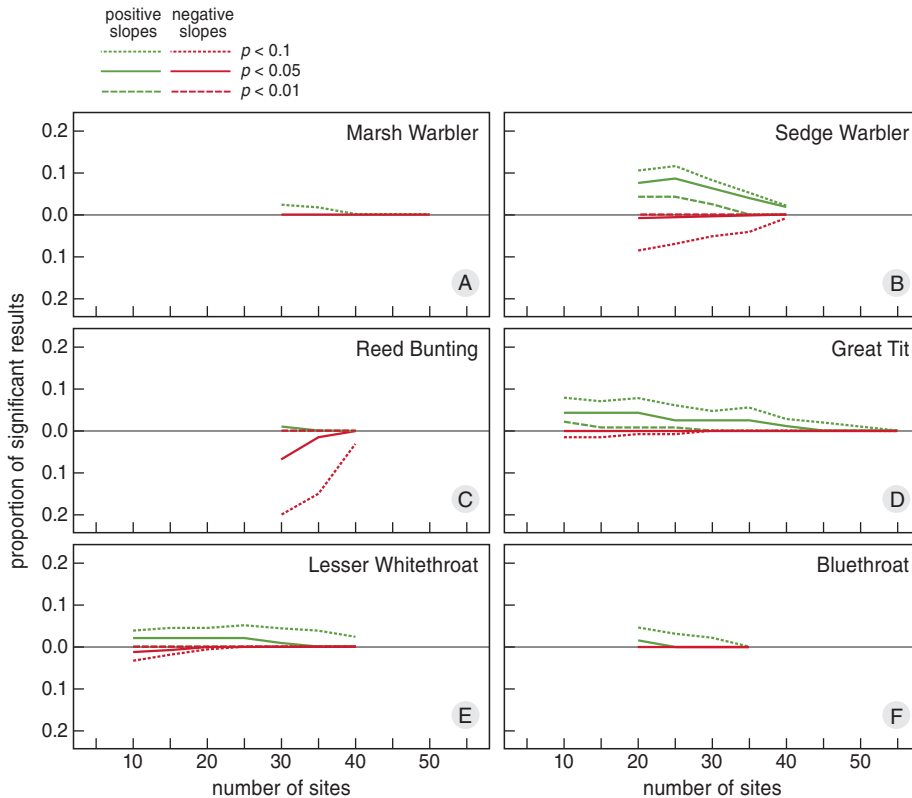 positive slopes
negative slopes
p < 0.1
p < 0.05
p < 0.01
proportion of significant results
0.2
0.1
0.0
0.1
0.2
Marsh Warbler
A
Sedge Warbler
B
0.2
0.1
0.0
0.1
0.2
Reed Bunting
C
Great Tit
D
0.2
0.1
0.0
0.1
0.2
Lesser Whitethroat
E
Bluethroat
F
10 20 30 40 50
10 20 30 40 50
number of sites
number of sites